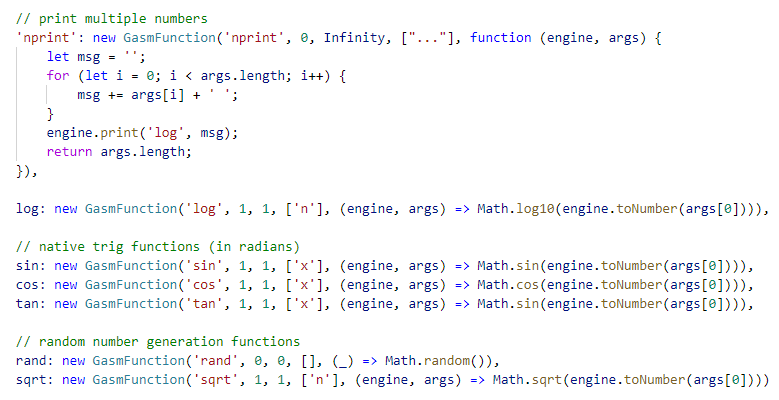 // print multiple numbers
'nprint': new GasmFunction('nprint', 0, Infinity, ["..."], function (engine, args) {
    let msg = '';
    for (let i = 0; i < args.length; i++) {
        msg += args[i] + ' ';
    }
    engine.print('log', msg);
    return args.length;
}),

log: new GasmFunction('log', 1, 1, ['n'], (engine, args) => Math.log10(engine.toNumber(args[0]))),

// native trig functions (in radians)
sin: new GasmFunction('sin', 1, 1, ['x'], (engine, args) => Math.sin(engine.toNumber(args[0]))),
cos: new GasmFunction('cos', 1, 1, ['x'], (engine, args) => Math.cos(engine.toNumber(args[0]))),
tan: new GasmFunction('tan', 1, 1, ['x'], (engine, args) => Math.sin(engine.toNumber(args[0]))),

// random number generation functions
rand: new GasmFunction('rand', 0, 0, [], (_) => Math.random()),
sqrt: new GasmFunction('sqrt', 1, 1, ['n'], (engine, args) => Math.sqrt(engine.toNumber(args[0])))